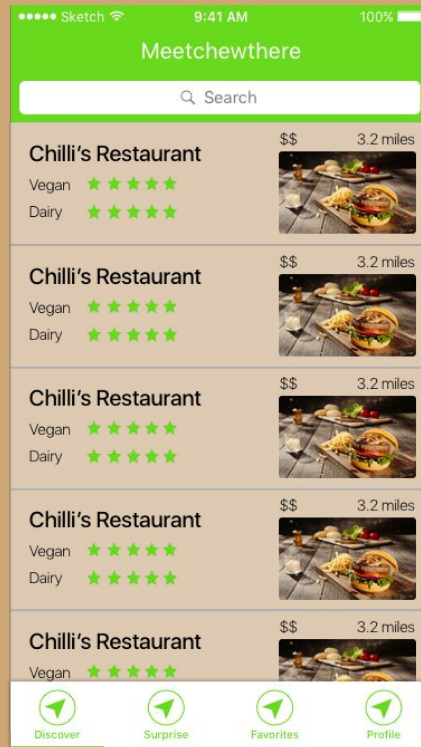 Sketch 9:41 AM 100%
Meetchewthere
Search
$$ 3.2 miles
Chilli's Restaurant
Vegan
Dairy
$$ 3.2 miles
Chilli's Restaurant
Vegan
Dairy
$$ 3.2 miles
Chilli's Restaurant
Vegan
Dairy
$$ 3.2 miles
Chilli's Restaurant
Vegan
Dairy
$$ 3.2 miles
Chilli's Restaurant
Vegan
Discover Surprise Favorites Profile